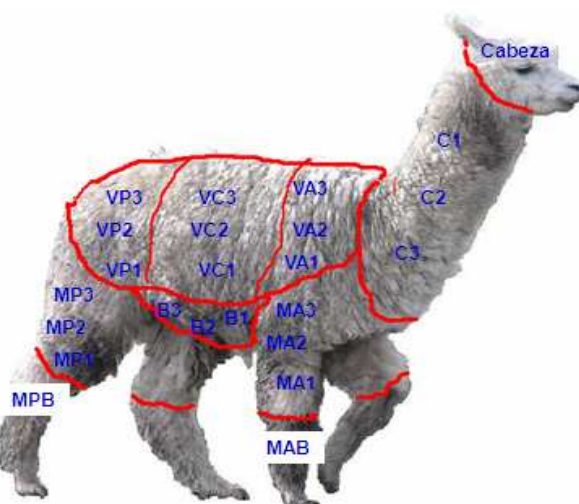 Cabeza
C1
C2
C3
VP3
VC3
VA3
VP2
VC2
VA2
VP1
VC1
VA1
MP3
B3
B2
B1
MA3
MP2
MA2
MP1
MA1
MPB
MAB